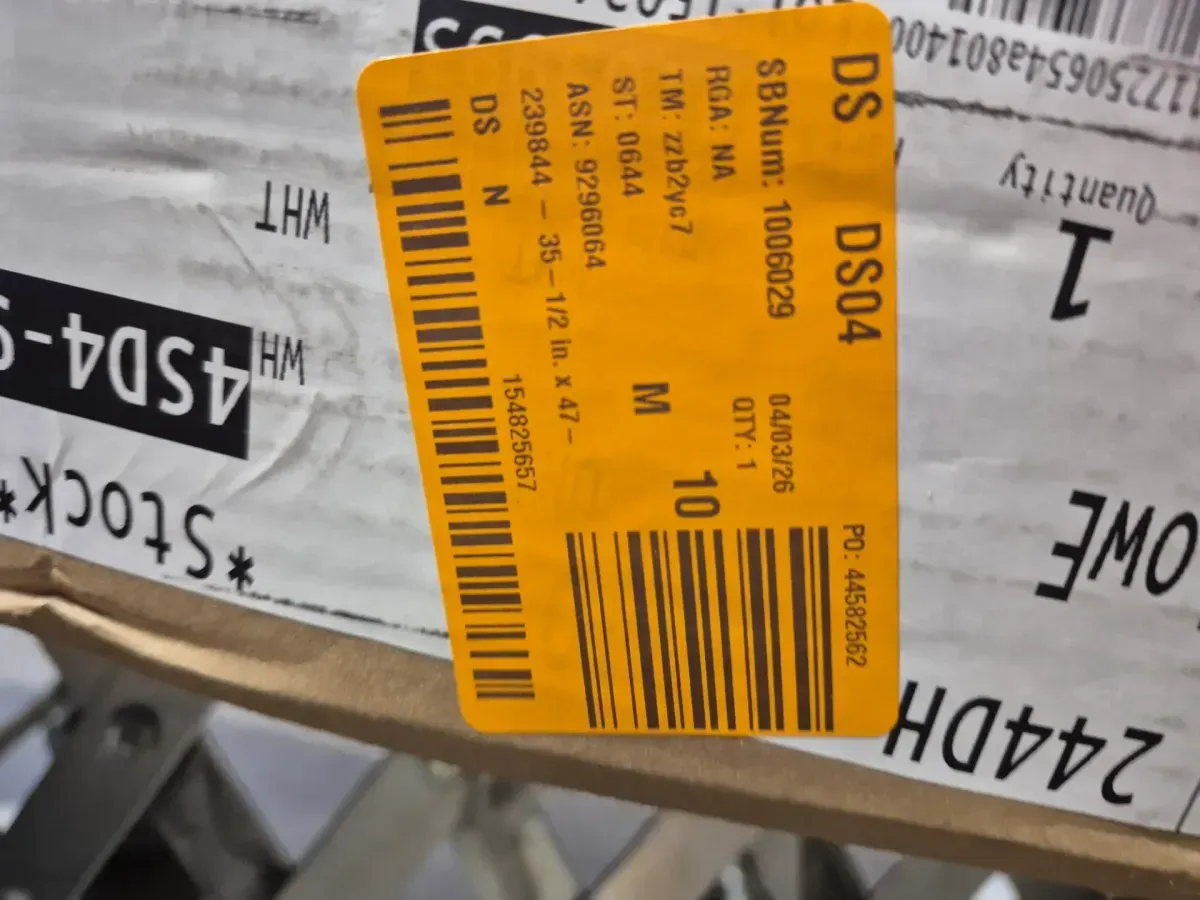 DS DS04
SBNum: 1006029 04/03/26
PO: 44582562
RGA: NA QTY: 1
TM: zzb2yc7
10
ST: 0644 M
ASN: 9296064
239844 - 35-1/2 in. x 47-
DS N 154825657
Quantity
1
OWE
244DH
WHT
WH
4SD4-
*Stock*